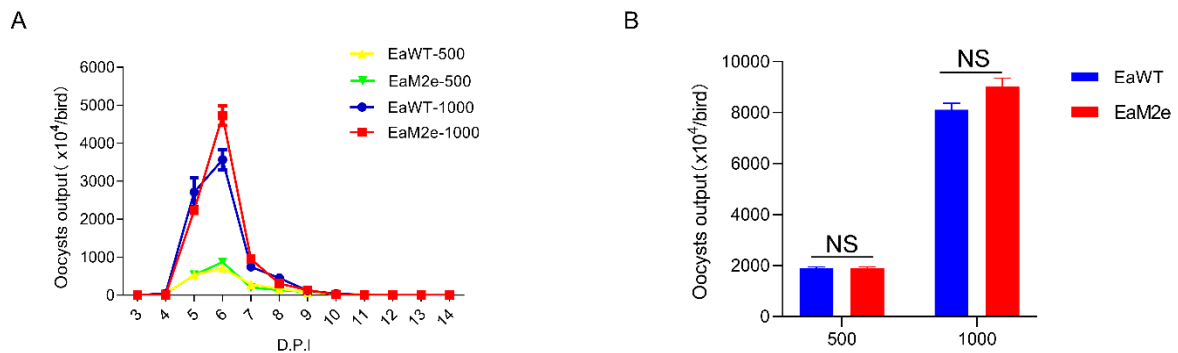 A
EaWT-500
EaM2e-500
EaWT-1000
EaM2e-1000
Oocysts output( x10⁴/bird)
6000
5000
4000
3000
2000
1000
0
3 4 5 6 7 8 9 10 11 12 13 14
D.P.I
B
EaWT
EaM2e
Oocysts output(x10⁴/bird)
10000
8000
6000
4000
2000
0
NS
NS
500 1000